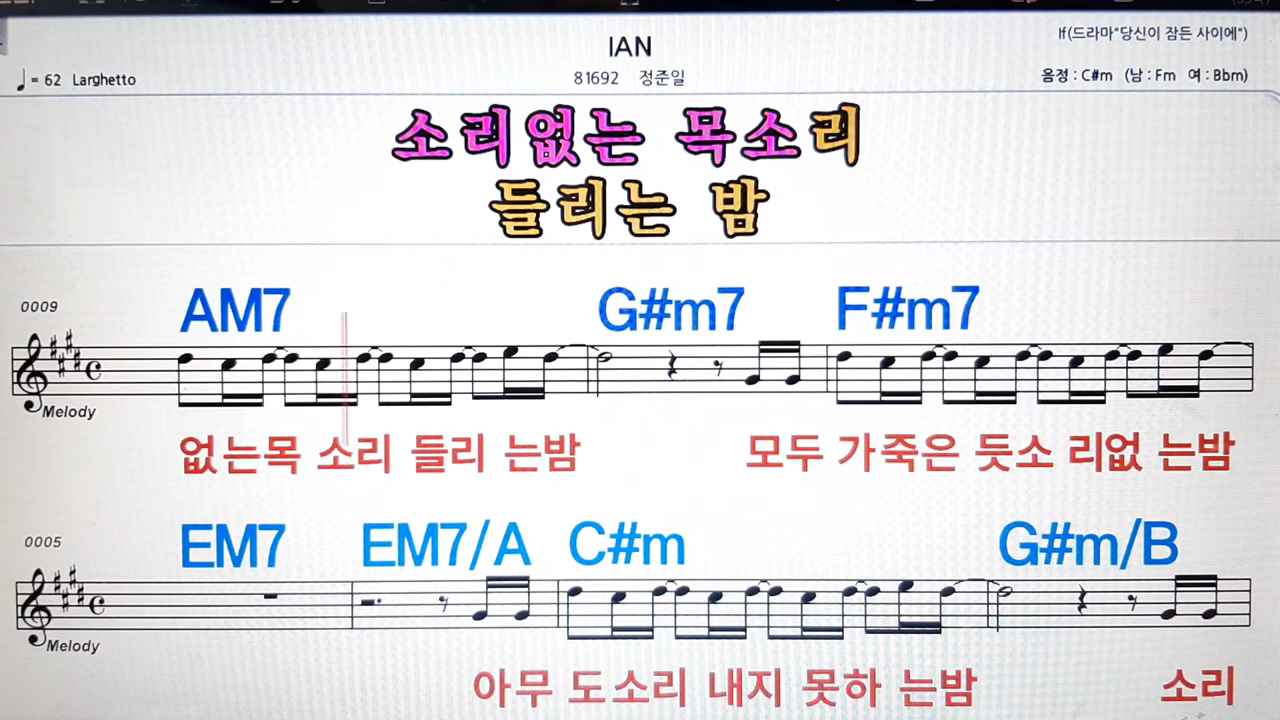 IAN
If(드라마"당신이 잠든 사이에")
♩ = 62 Larghetto
81692 정준일
음정 : C#m (남 : Fm 여 : Bbm)
소리없는 목소리
들리는 밤
0009
AM7 G#m7 F#m7
Melody
없는목 소리 들리 는밤 모두 가죽은 듯소 리없 는밤
0005
EM7 EM7/A C#m G#m/B
Melody
아무 도소리 내지 못하 는밤 소리